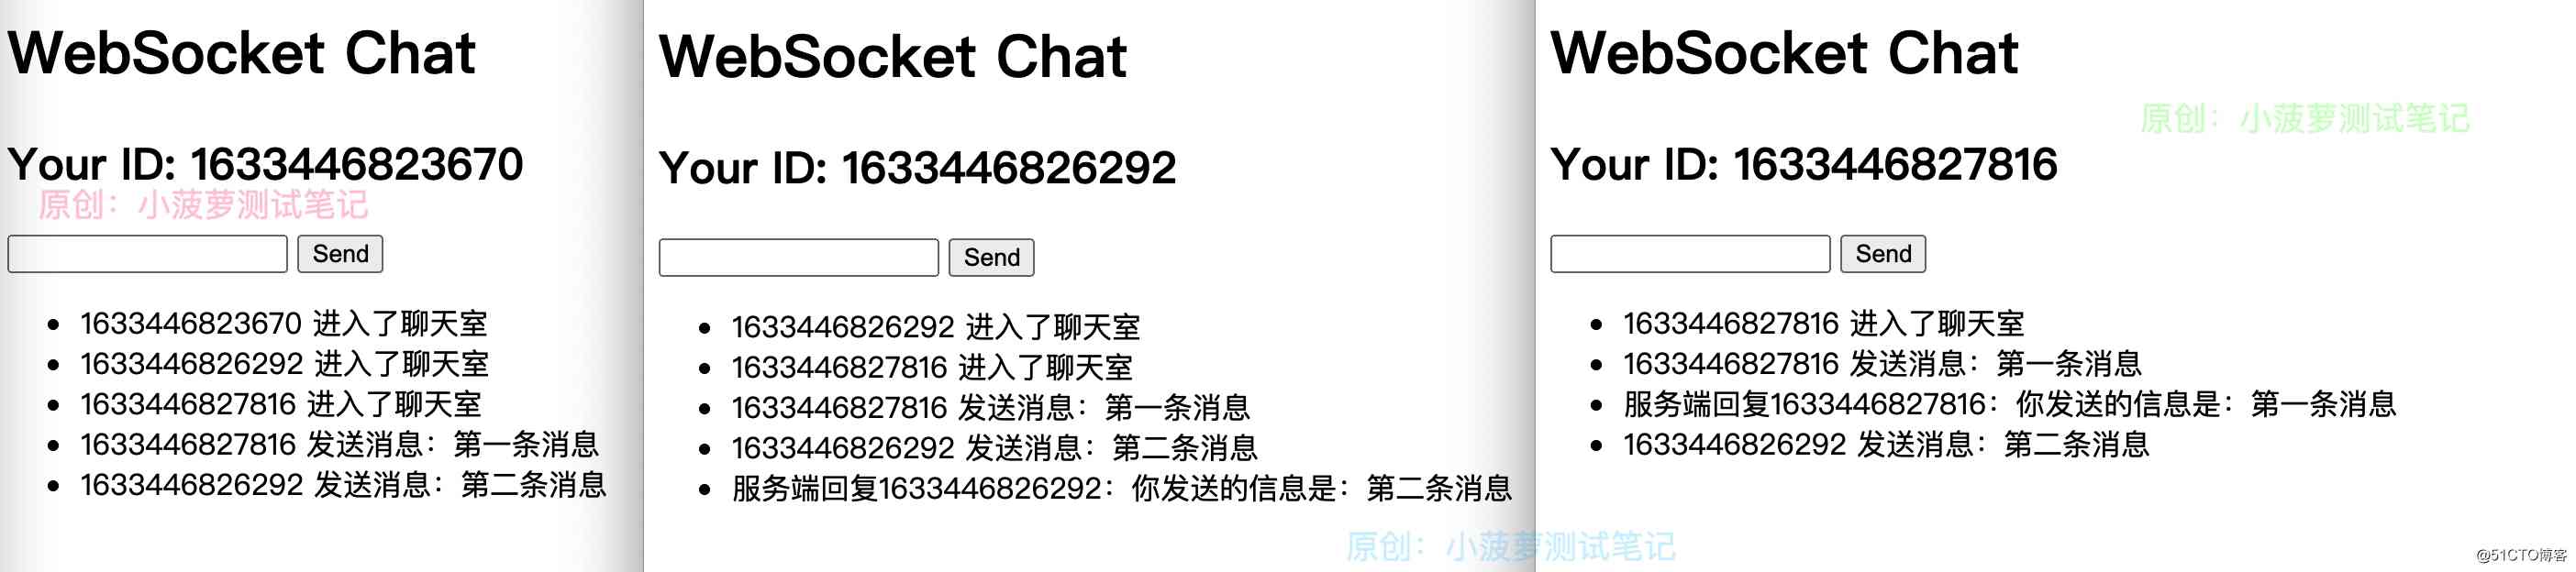 WebSocket Chat
Your ID: 1633446823670
原创：小菠萝测试笔记
Send
1633446823670 进入了聊天室
1633446826292 进入了聊天室
1633446827816 进入了聊天室
1633446827816 发送消息：第一条消息
1633446826292 发送消息：第二条消息
WebSocket Chat
Your ID: 1633446826292
Send
1633446826292 进入了聊天室
1633446827816 进入了聊天室
1633446827816 发送消息：第一条消息
1633446826292 发送消息：第二条消息
服务端回复1633446826292：你发送的信息是：第二条消息
原创：小菠萝测试笔记
WebSocket Chat
原创：小菠萝测试笔记
Your ID: 1633446827816
Send
1633446827816 进入了聊天室
1633446827816 发送消息：第一条消息
服务端回复1633446827816：你发送的信息是：第一条消息
1633446826292 发送消息：第二条消息
@51CTO博客